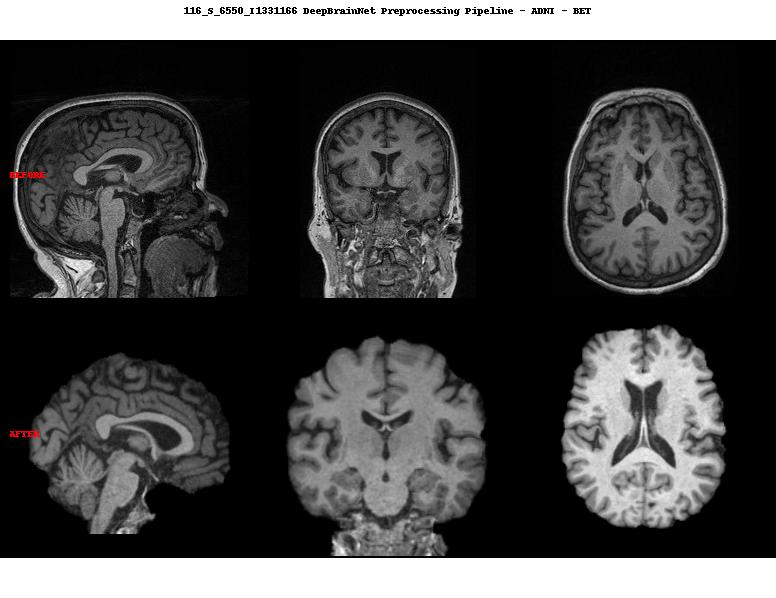 116_S_6550_I1331166 DeepBrainNet Preprocessing Pipeline - ADNI - BET
BEFORE
AFTER